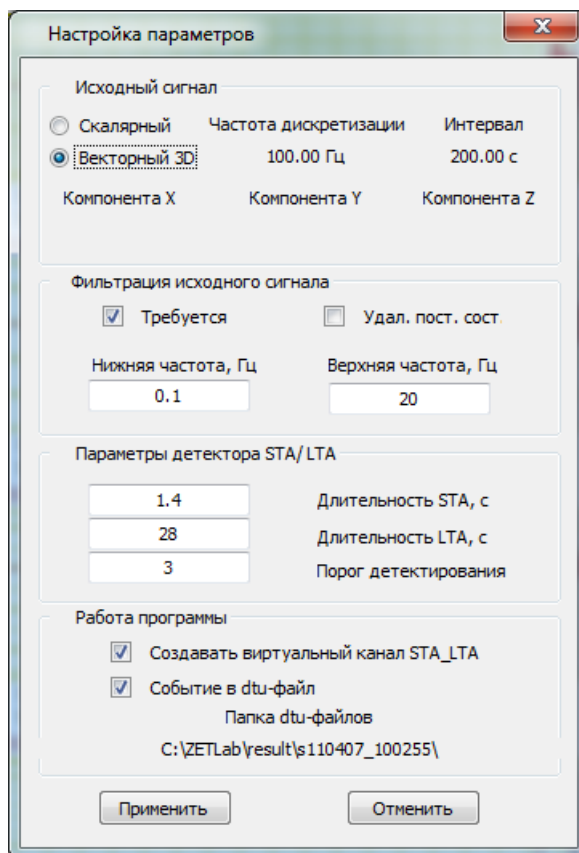 Настройка параметров
Исходный сигнал
Скалярный Частота дискретизации Интервал
Векторный 3D 100.00 Гц 200.00 с
Компонента X Компонента Y Компонента Z
Фильтрация исходного сигнала
Требуется Удал. пост. сост.
Нижняя частота, Гц Верхняя частота, Гц
0.1 20
Параметры детектора STA/LTA
1.4 Длительность STA, с
28 Длительность LTA, с
3 Порог детектирования
Работа программы
Создавать виртуальный канал STA_LTA
Событие в dtu-файл
Папка dtu-файлов
C:\ZETLab\result\s110407_100255\
Применить Отменить